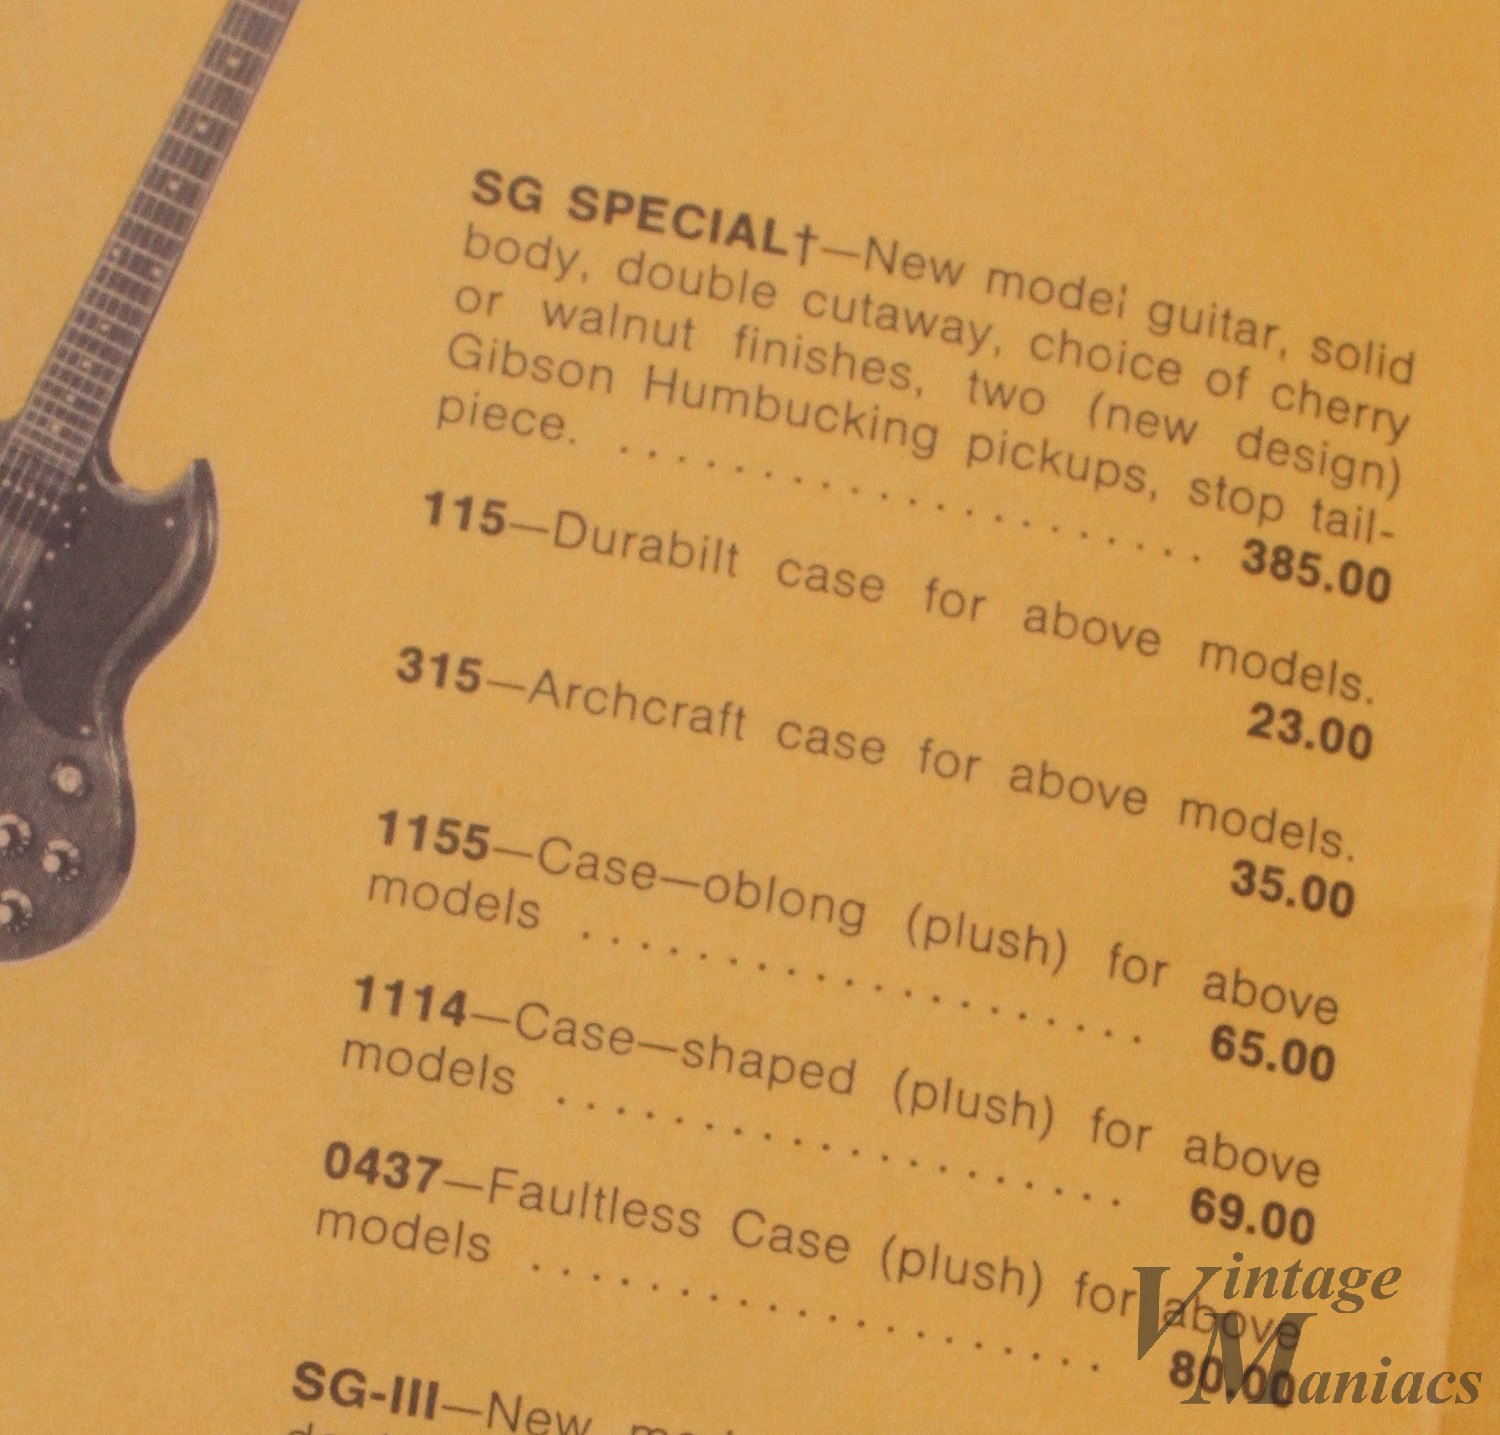 SG SPECIAL†—New model guitar, solid
body, double cutaway, choice of cherry
or walnut finishes, two (new design)
Gibson Humbucking pickups, stop tail-
piece. . . . . . . . . . . . . . . . . . . . . . 385.00
115—Durabilt case for above models.
23.00
315—Archcraft case for above models.
35.00
1155—Case—oblong (plush) for above
models . . . . . . . . . . . . . . . . . . . . 65.00
1114—Case—shaped (plush) for above
models . . . . . . . . . . . . . . . . . . . . 69.00
0437—Faultless Case (plush) for above
models . . . . . . . . . . . . . . . . . . . . 80.00
SG-III—New
Vintage
Maniacs